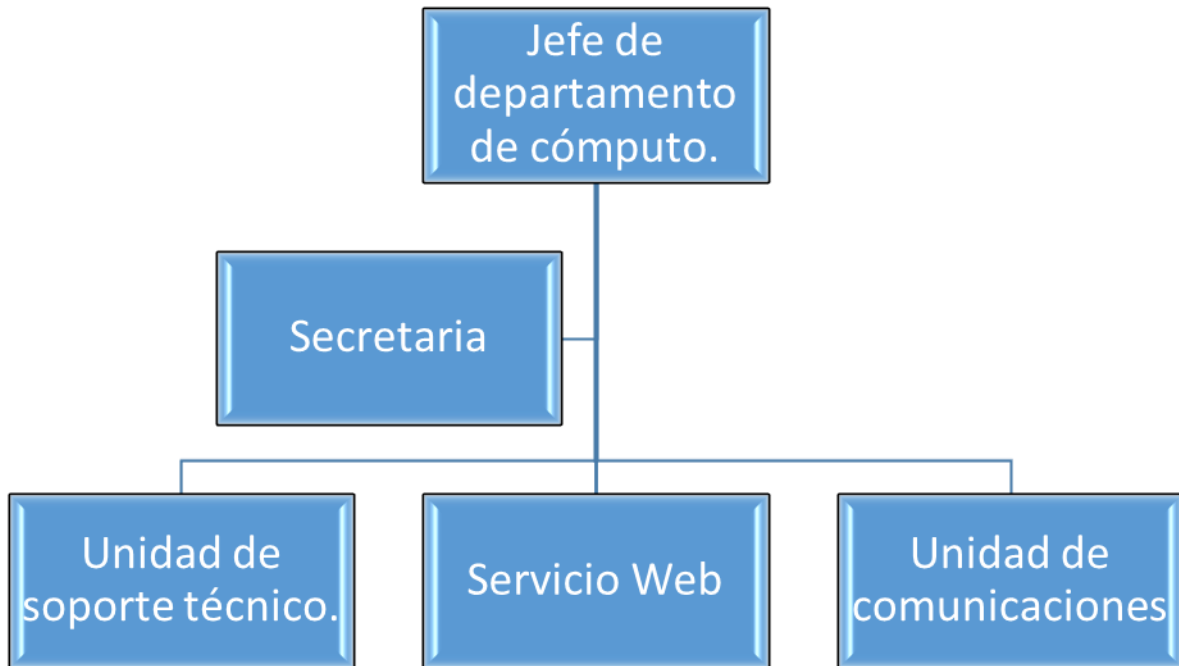 Jefe de
departamento
de cómputo.
Secretaria
Unidad de
soporte técnico.
Servicio Web
Unidad de
comunicaciones